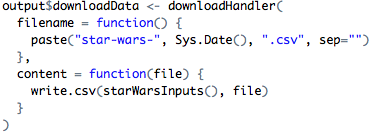 output$downloadData <- downloadHandler(
  filename = function() {
    paste("star-wars-", Sys.Date(), ".csv", sep="")
  },
  content = function(file) {
    write.csv(starWarsInputs(), file)
  }
)